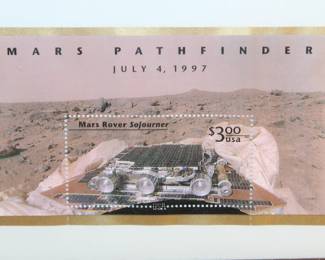 MARS PATHFINDER
JULY 4, 1997
Mars Rover Sojourner
$3.00
usa